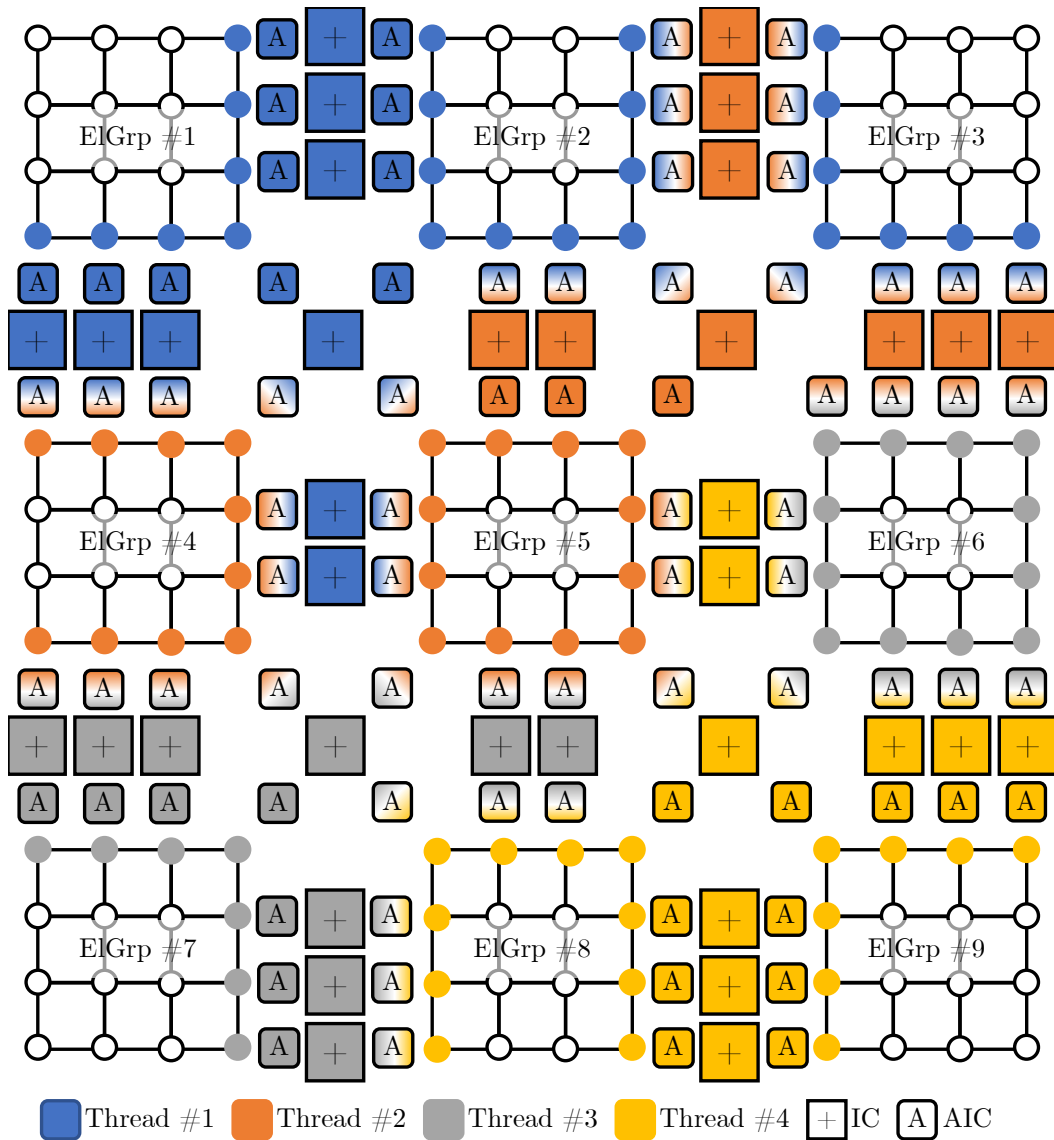 A + A A + A
A + A A + A
ElGrp #1 ElGrp #2 ElGrp #3
A + A A + A
A A A A A A A A A A A A
+ + + + + + + + + +
A A A A A A A A A A A A
A + A A + A
ElGrp #4 ElGrp #5 ElGrp #6
A + A A + A
A A A A A A A A A A A A
+ + + + + + + + + +
A A A A A A A A A A A A
A + A A + A
ElGrp #7 ElGrp #8 ElGrp #9
A + A A + A
A + A A + A
Thread #1 Thread #2 Thread #3 Thread #4 + IC A AIC